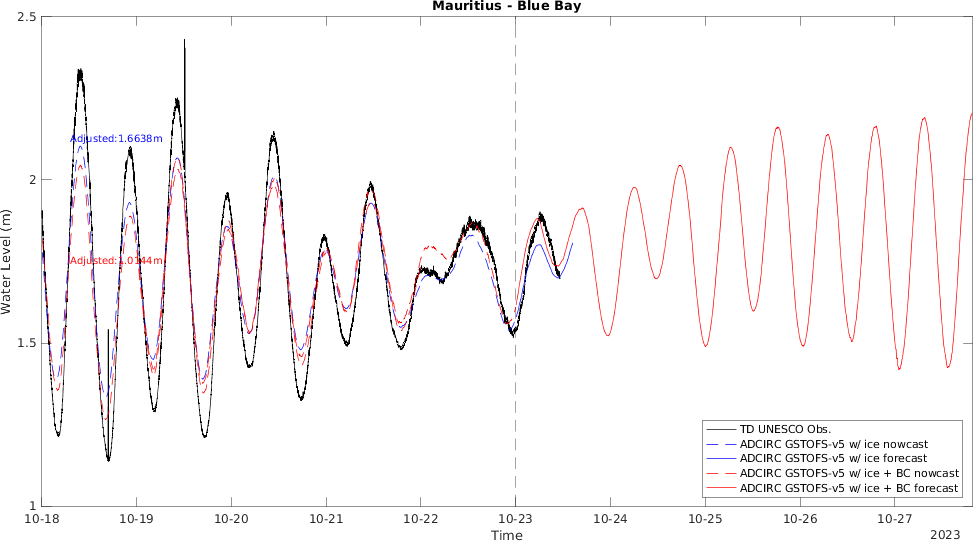 Mauritius - Blue Bay
2.5
2
1.5
1
Water Level (m)
Adjusted:1.6638m
Adjusted:1.0144m
TD UNESCO Obs.
ADCIRC GSTOFS-v5 w/ ice nowcast
ADCIRC GSTOFS-v5 w/ ice forecast
ADCIRC GSTOFS-v5 w/ ice + BC nowcast
ADCIRC GSTOFS-v5 w/ ice + BC forecast
10-18 10-19 10-20 10-21 10-22 10-23 10-24 10-25 10-26 10-27
Time
2023